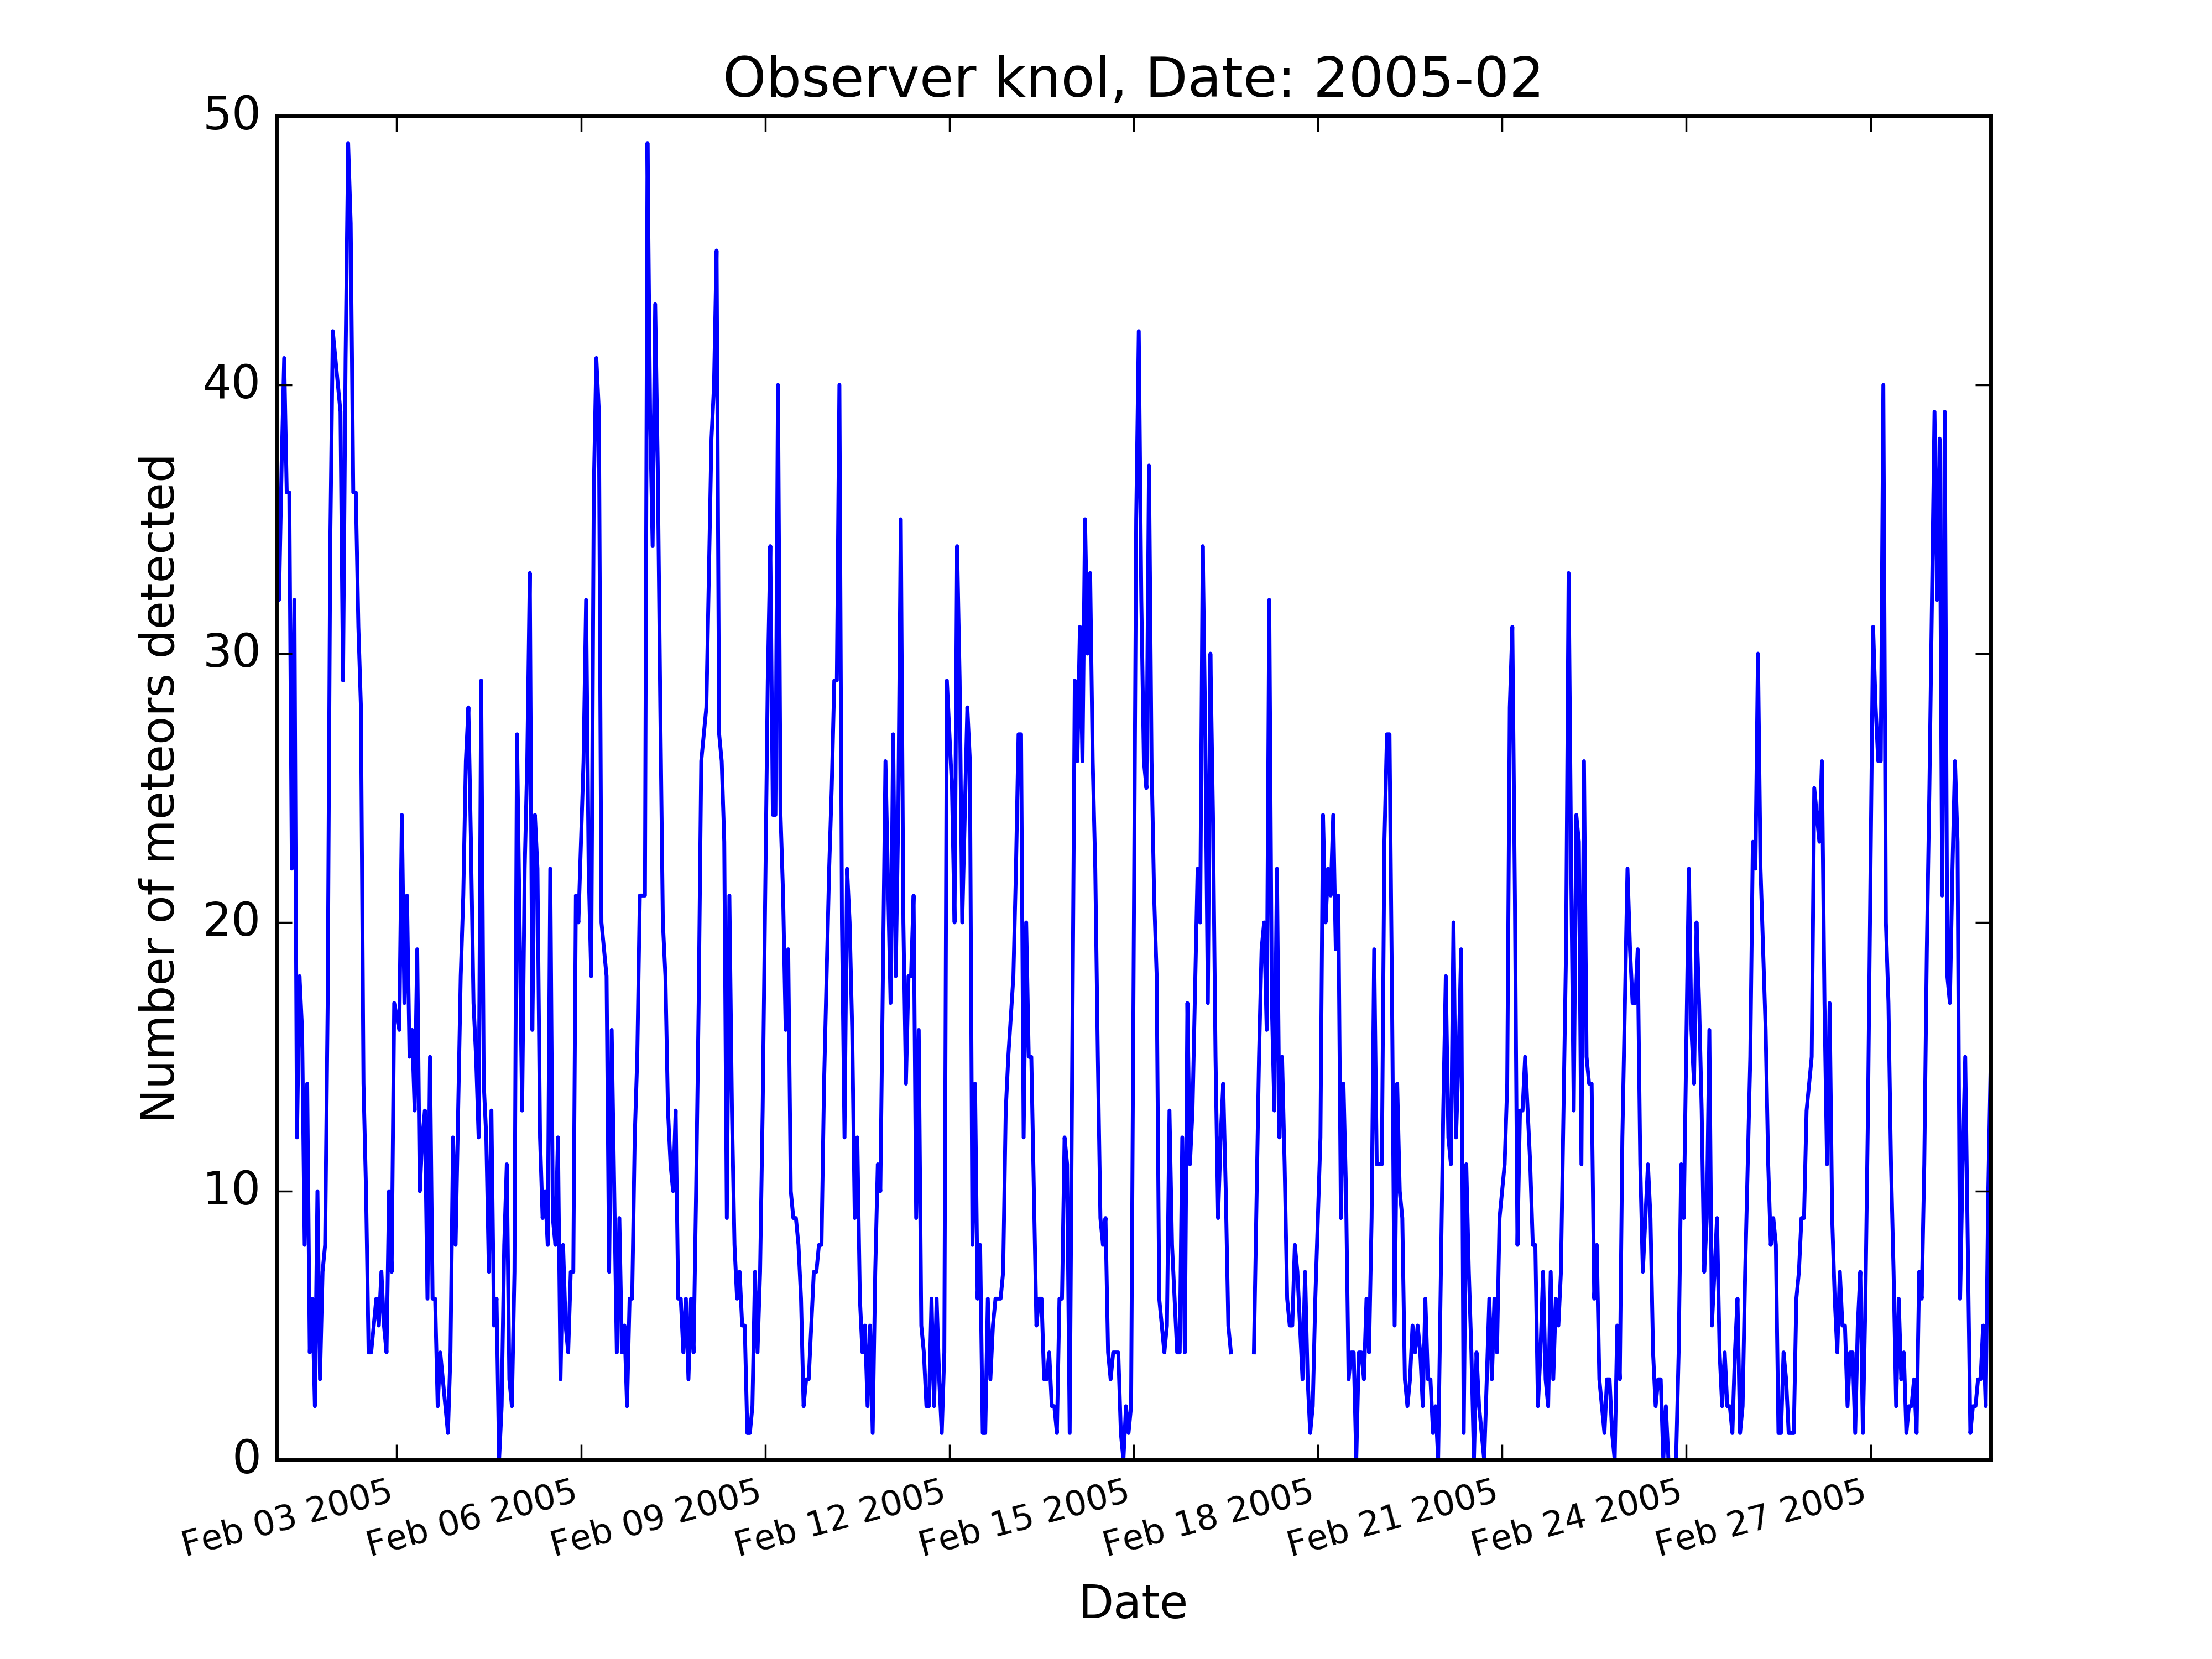 Observer knol, Date: 2005-02
Number of meteors detected
50
40
30
20
10
0
Feb 03 2005
Feb 06 2005
Feb 09 2005
Feb 12 2005
Feb 15 2005
Feb 18 2005
Feb 21 2005
Feb 24 2005
Feb 27 2005
Date